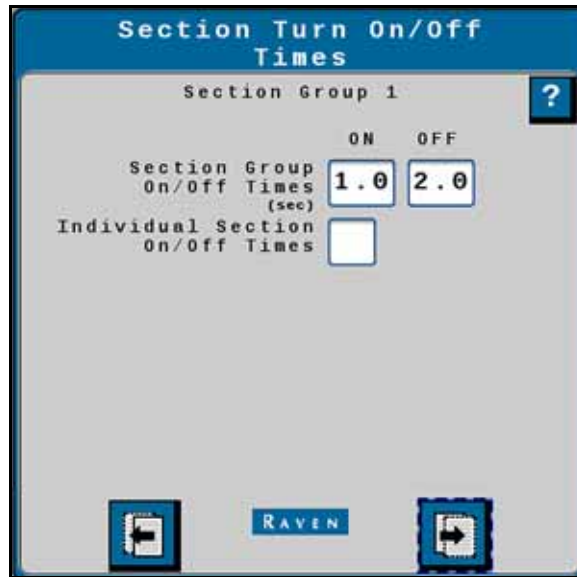 Section Turn On/Off
Times
Section Group 1
?
ON OFF
Section Group
On/Off Times
(sec)
1.0 2.0
Individual Section
On/Off Times
RAVEN